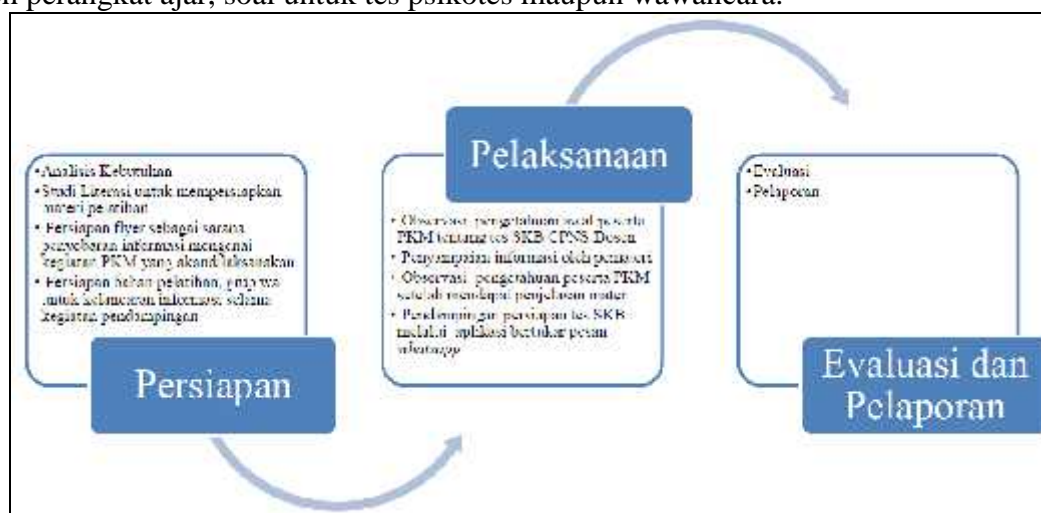 perangkat ajar, soal untuk tes psikotes maupun wawancara.
•Analisis Kebutuhan
•Studi Literasi untuk mempersiapkan
materi pelatihan
• Persiapan flyer sebagai sarana
penyebaran informasi mengenai
kegiatan PKM yang akan dilaksanakan
• Persiapan bahan pelatihan, grup wa
untuk kelancaran informasi selama
kegiatan pendampingan
Persiapan
Pelaksanaan
• Observasi pengetahuan awal peserta
PKM tentang tes SKB CPNS Dosen
• Penyampaian informasi oleh pemateri
• Observasi pengetahuan peserta PKM
setelah mendapat penjelasan materi
• Pendampingan persiapan tes SKB
melalui aplikasi bertukar pesan
whatsapp
•Evaluasi
•Pelaporan
Evaluasi dan
Pelaporan